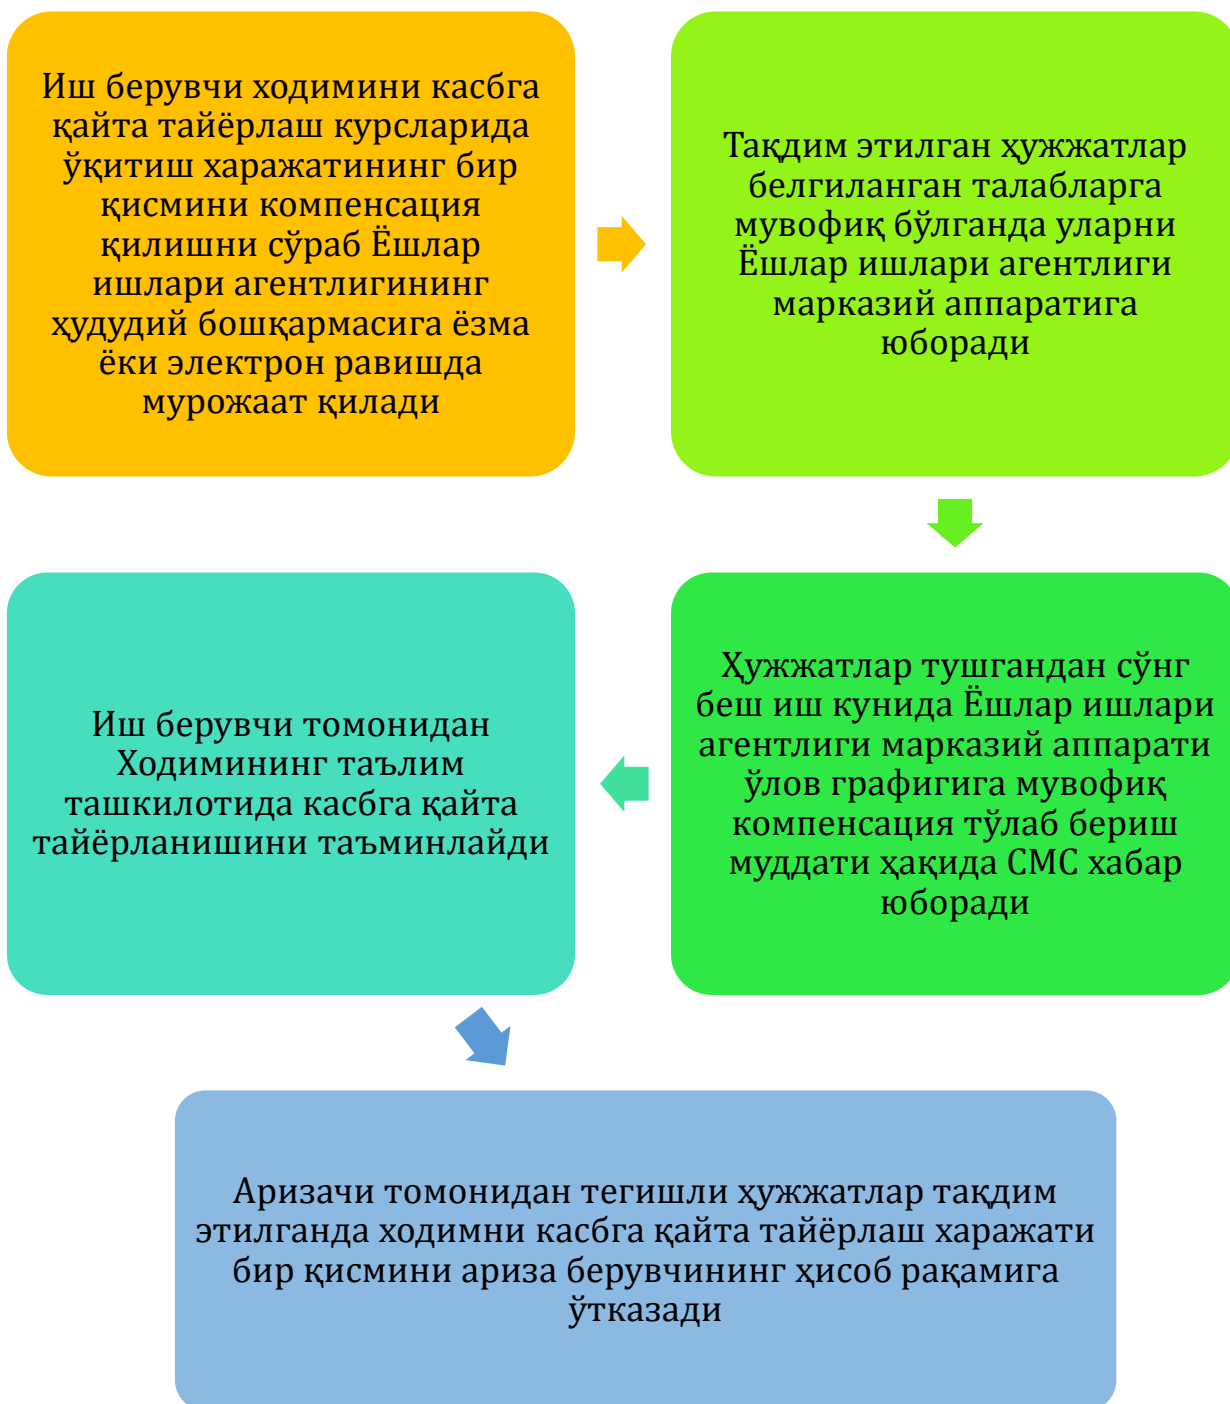 Иш берувчи ходимини касбга
қайта тайёрлаш курсларида
ўқитиш харажатининг бир
қисмини компенсация
қилишни сўраб Ёшлар
ишлари агентлигининг
ҳудудий бошқармасига ёзма
ёки электрон равишда
мурожаат қилади
Тақдим этилган ҳужжатлар
белгиланган талабларга
мувофиқ бўлганда уларни
Ёшлар ишлари агентлиги
марказий аппаратига
юборади
Ҳужжатлар тушгандан сўнг
беш иш кунида Ёшлар ишлари
агентлиги марказий аппарати
ўлов графигига мувофиқ
компенсация тўлаб бериш
муддати ҳақида СМС хабар
юборади
Иш берувчи томонидан
Ходимининг таълим
ташкилотида касбга қайта
тайёрланишини таъминлайди
Аризачи томонидан тегишли ҳужжатлар тақдим
этилганда ходимни касбга қайта тайёрлаш харажати
бир қисмини ариза берувчининг ҳисоб рақамига
ўтказади